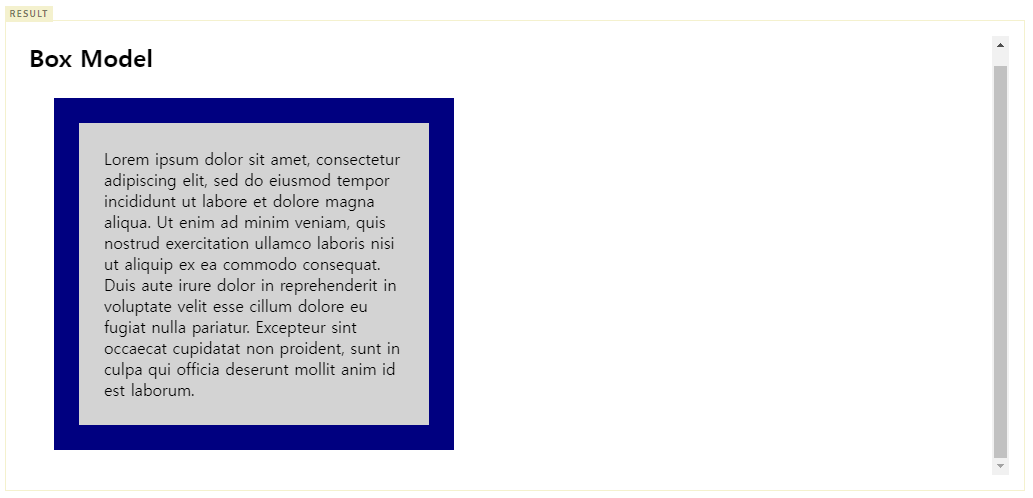 RESULT
Box Model
Lorem ipsum dolor sit amet, consectetur
adipiscing elit, sed do eiusmod tempor
incididunt ut labore et dolore magna
aliqua. Ut enim ad minim veniam, quis
nostrud exercitation ullamco laboris nisi
ut aliquip ex ea commodo consequat.
Duis aute irure dolor in reprehenderit in
voluptate velit esse cillum dolore eu
fugiat nulla pariatur. Excepteur sint
occaecat cupidatat non proident, sunt in
culpa qui officia deserunt mollit anim id
est laborum.